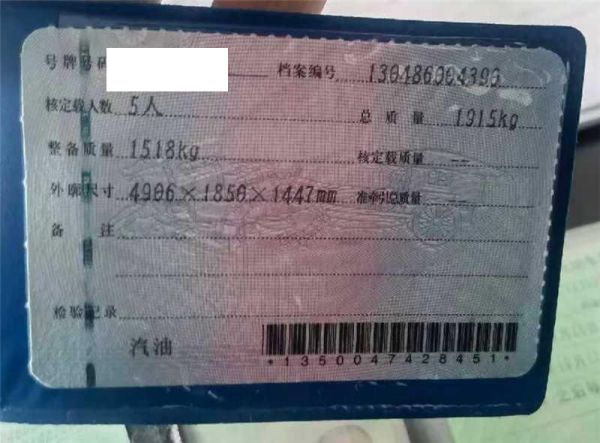 号牌号码 档案编号 130486004390
核定载人数 5人 总质量 1915kg
整备质量 1518kg 核定载质量 --
外廓尺寸 4906×1850×1447mm 准牵引总质量 --
备注
检验记录
汽油
*1350047428451*